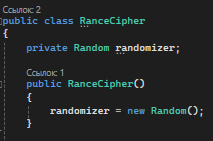 Ссылок: 2
public class RanceCipher
{
private Random randomizer;
Ссылок: 1
public RanceCipher()
{
randomizer = new Random();
}